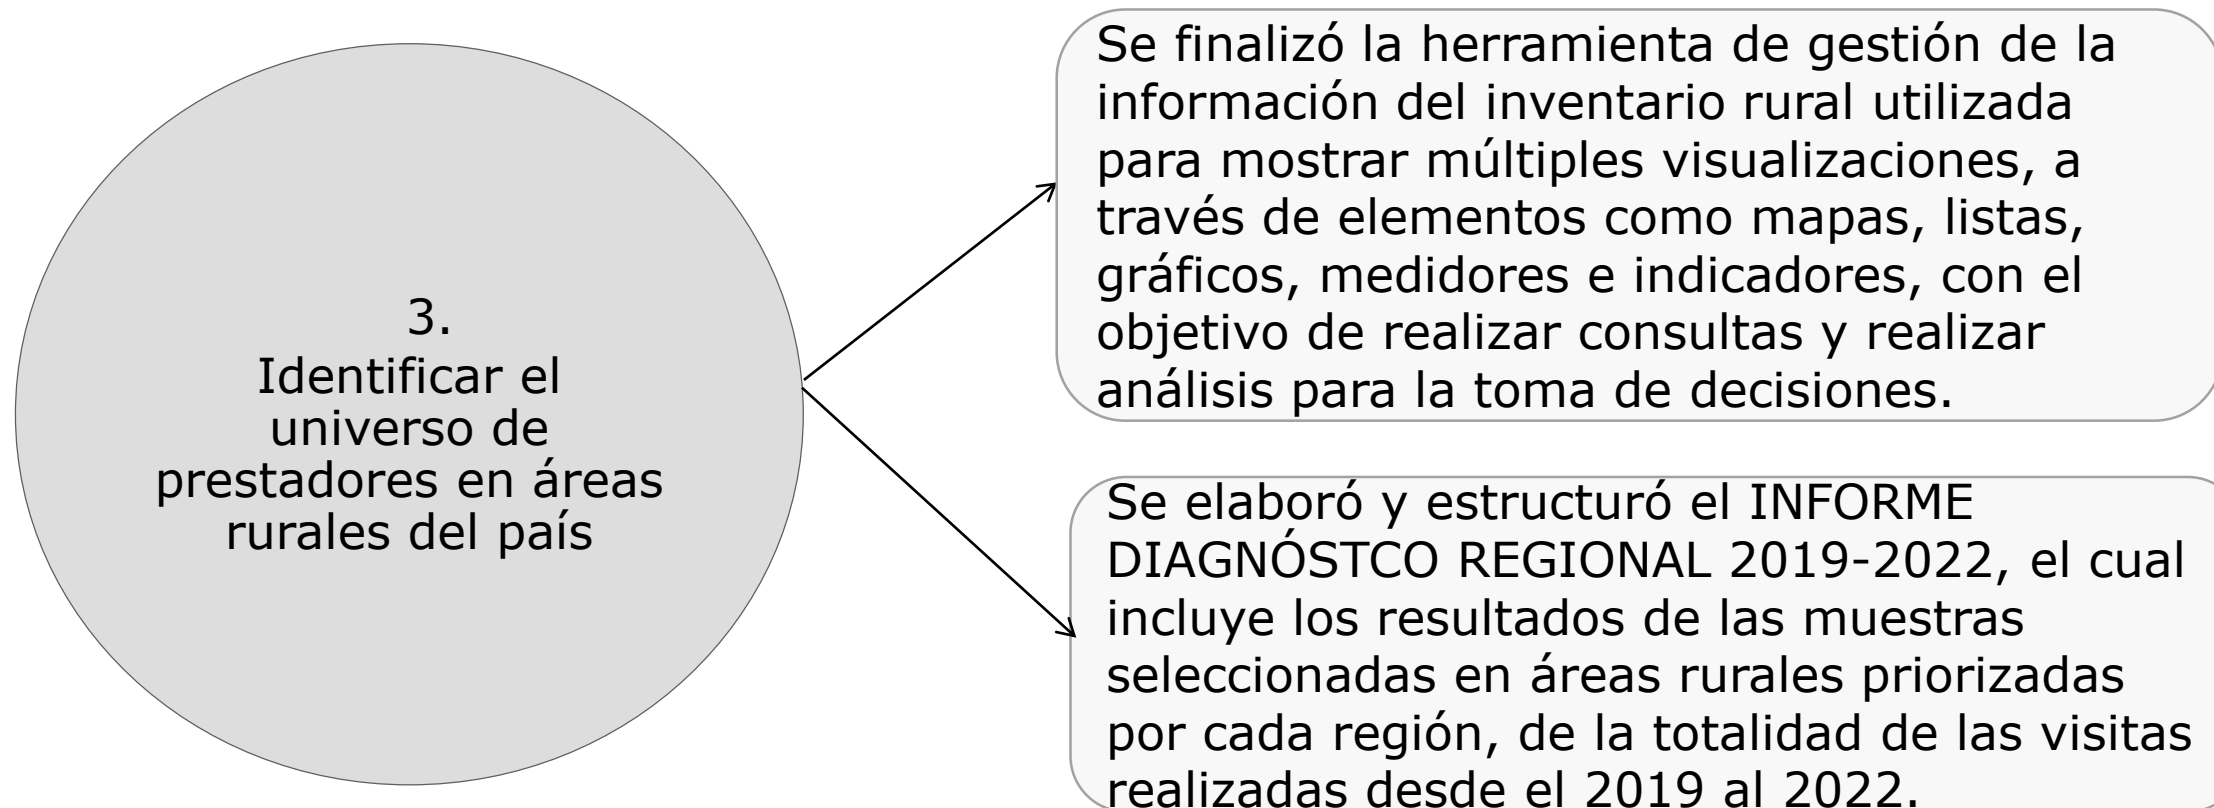 3.
Identificar el
universo de
prestadores en áreas
rurales del país
Se finalizó la herramienta de gestión de la
información del inventario rural utilizada
para mostrar múltiples visualizaciones, a
través de elementos como mapas, listas,
gráficos, medidores e indicadores, con el
objetivo de realizar consultas y realizar
análisis para la toma de decisiones.
Se elaboró y estructuró el INFORME
DIAGNÓSTCO REGIONAL 2019-2022, el cual
incluye los resultados de las muestras
seleccionadas en áreas rurales priorizadas
por cada región, de la totalidad de las visitas
realizadas desde el 2019 al 2022.